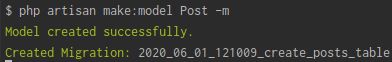 $ php artisan make:model Post -m
Model created successfully.
Created Migration: 2020_06_01_121009_create_posts_table